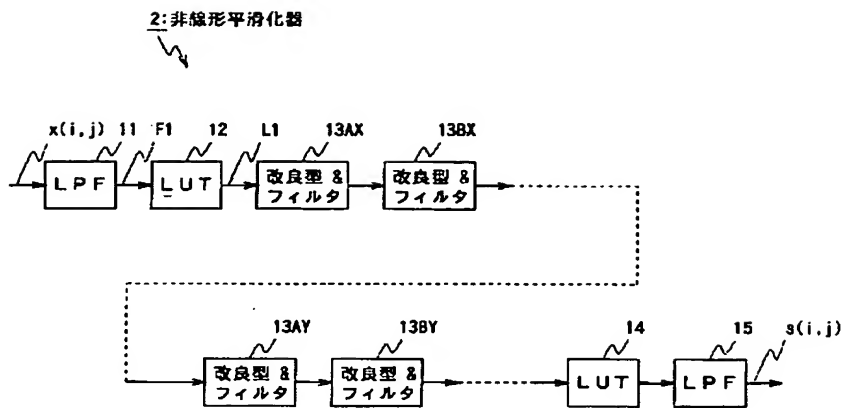 2:非線形平滑化器
x(i,j) 11 F1 12 L1 13AX 13BX
LPF
LUT
改良型 &
フィルタ
改良型 &
フィルタ
13AY 13BY 14 15 s(i,j)
改良型 &
フィルタ
改良型 &
フィルタ
LUT
LPF